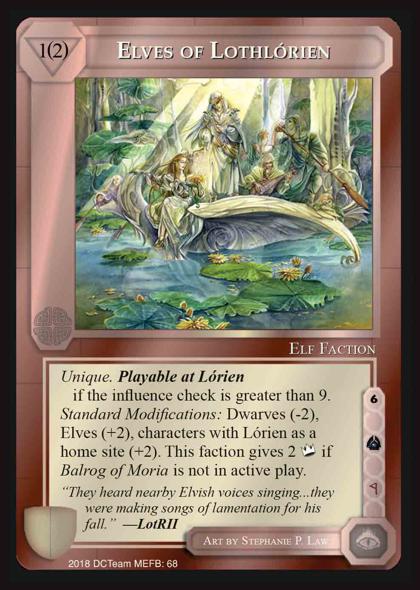 1(2)
ELVES OF LOTHLÓRIEN
ELF FACTION
Unique. Playable at Lórien
if the influence check is greater than 9.
Standard Modifications: Dwarves (-2),
Elves (+2), characters with Lórien as a
home site (+2). This faction gives 2 if
Balrog of Moria is not in active play.
“They heard nearby Elvish voices singing...they
were making songs of lamentation for his
fall.” —LotRII
6
ART BY STEPHANIE P. LAW
2018 DCTeam MEFB: 68